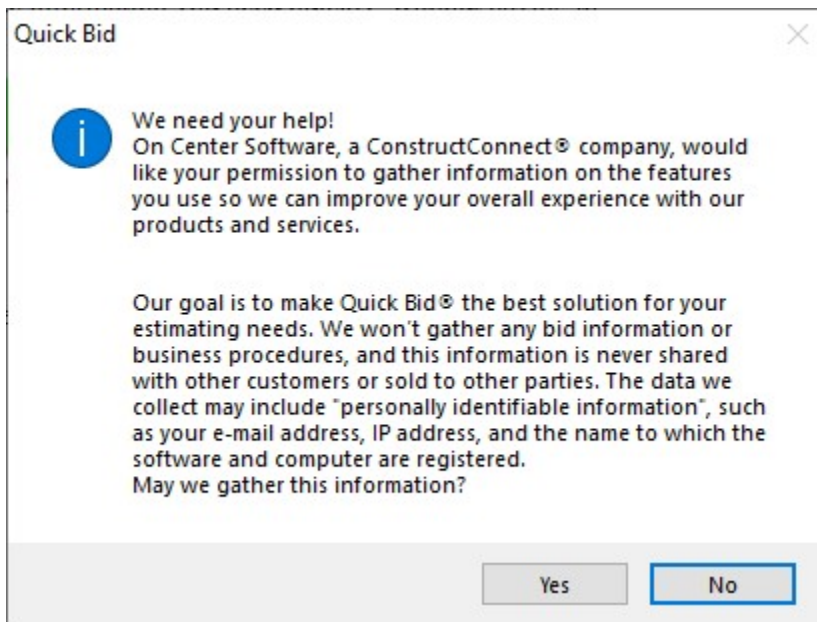 Quick Bid
We need your help!
On Center Software, a ConstructConnect® company, would
like your permission to gather information on the features
you use so we can improve your overall experience with our
products and services.
Our goal is to make Quick Bid® the best solution for your
estimating needs. We won't gather any bid information or
business procedures, and this information is never shared
with other customers or sold to other parties. The data we
collect may include "personally identifiable information", such
as your e-mail address, IP address, and the name to which the
software and computer are registered.
May we gather this information?
Yes No